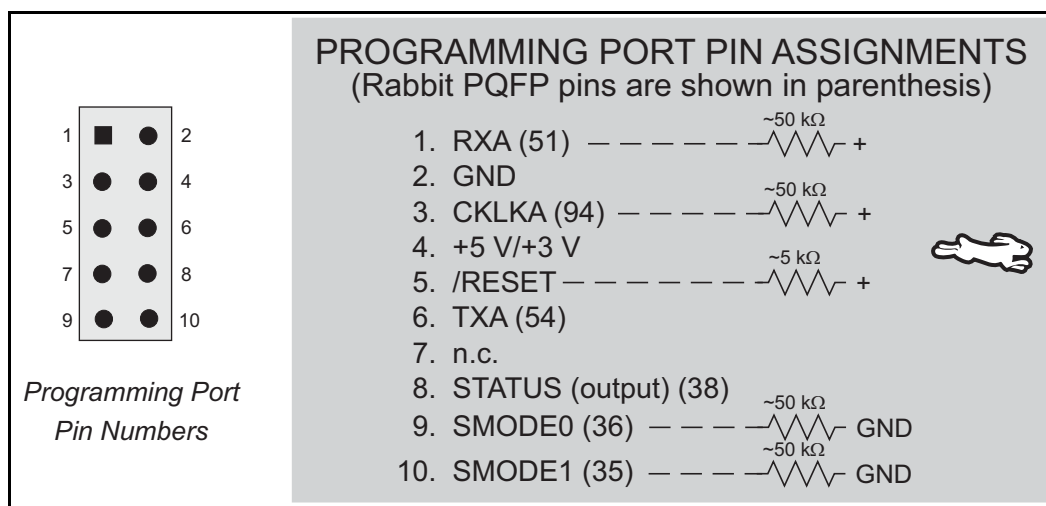 PROGRAMMING PORT PIN ASSIGNMENTS
(Rabbit PQFP pins are shown in parenthesis)
1 2
3 4
5 6
7 8
9 10
Programming Port
Pin Numbers
~50 kΩ
1. RXA (51) +
2. GND
~50 kΩ
3. CKLKA (94) +
4. +5 V/+3 V
~5 kΩ
5. /RESET +
6. TXA (54)
7. n.c.
8. STATUS (output) (38)
~50 kΩ
9. SMODE0 (36) GND
~50 kΩ
10. SMODE1 (35) GND